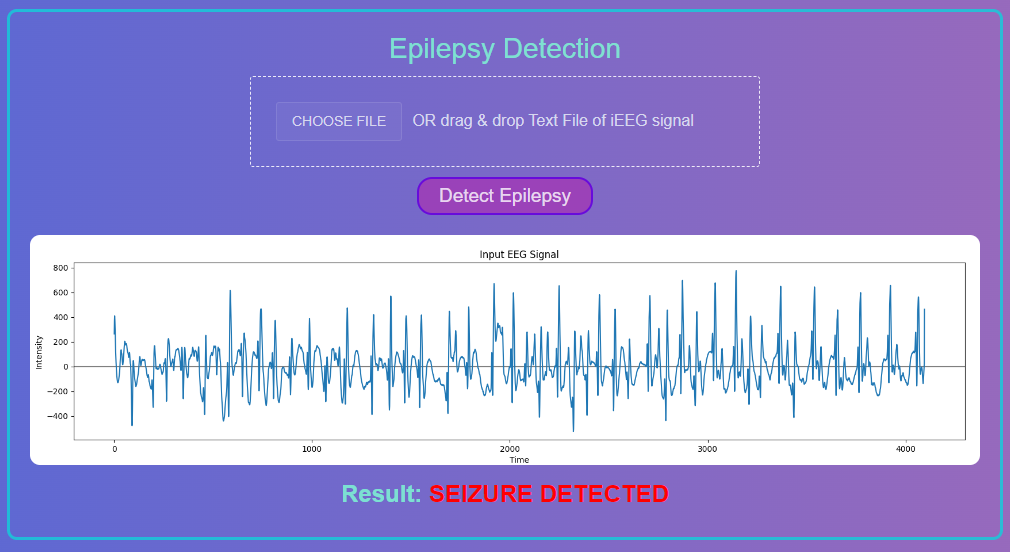 Epilepsy Detection
CHOOSE FILE OR drag & drop Text File of iEEG signal
Detect Epilepsy
Input EEG Signal
800
600
400
200
0
−200
−400
Intensity
0 1000 2000 3000 4000
Time
Result: SEIZURE DETECTED